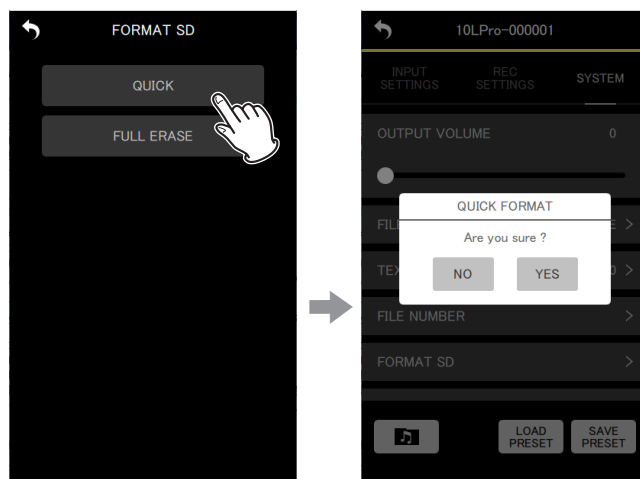 FORMAT SD
QUICK
FULL ERASE
10LPro-000001
INPUT
SETTINGS
REC
SETTINGS
SYSTEM
OUTPUT VOLUME 0
QUICK FORMAT
Are you sure ?
NO YES
FILE NUMBER
FORMAT SD
LOAD
PRESET
SAVE
PRESET